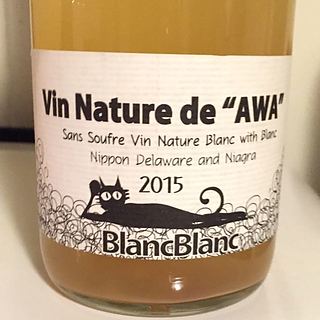 Vin Nature de “AWA”
Sans Soufre Vin Nature Blanc with Blanc
Nippon Delaware and Niagra
2015
BlancBlanc